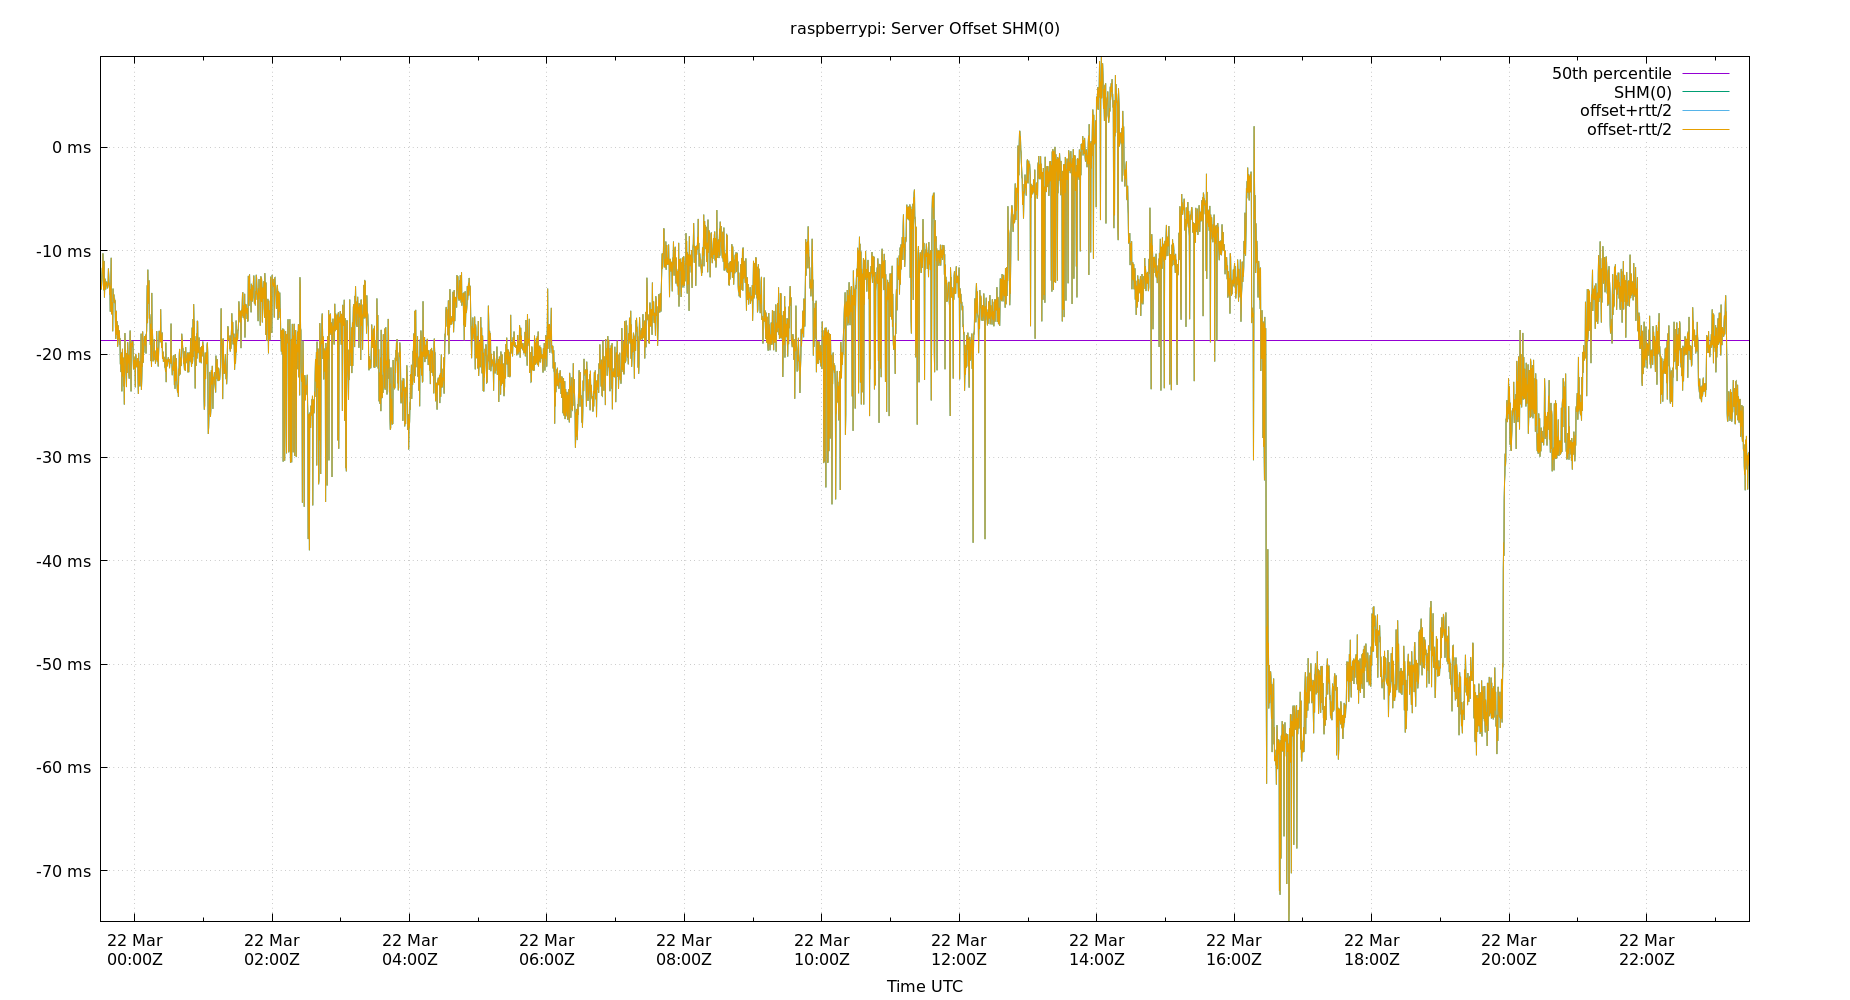 raspberrypi: Server Offset SHM(0)
50th percentile
SHM(0)
offset+rtt/2
offset-rtt/2
0 ms
-10 ms
-20 ms
-30 ms
-40 ms
-50 ms
-60 ms
-70 ms
22 Mar 22 Mar 22 Mar 22 Mar 22 Mar 22 Mar 22 Mar 22 Mar 22 Mar 22 Mar 22 Mar 22 Mar
00:00Z 02:00Z 04:00Z 06:00Z 08:00Z 10:00Z 12:00Z 14:00Z 16:00Z 18:00Z 20:00Z 22:00Z
Time UTC